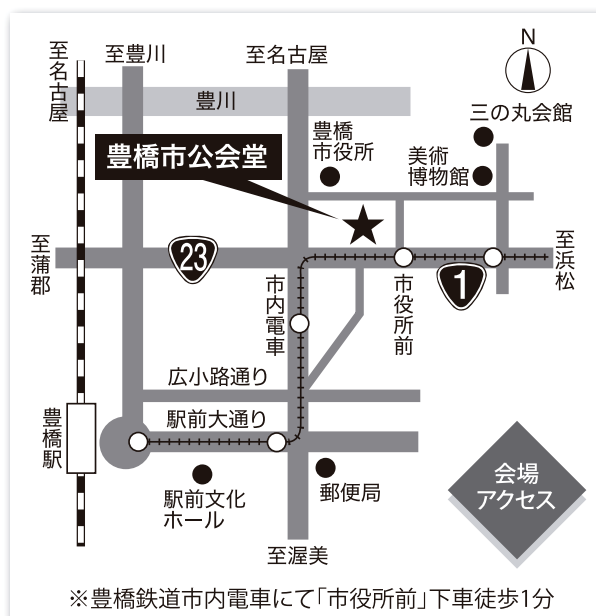 至名古屋
至豊川
至名古屋
N
豊川
三の丸会館
豊橋
市役所
美術
博物館
豊橋市公会堂
至蒲郡
23
至浜松
1
市内電車
市役所前
広小路通り
駅前大通り
豊橋駅
会場
アクセス
駅前文化
ホール
郵便局
至渥美
※豊橋鉄道市内電車にて「市役所前」下車徒歩1分